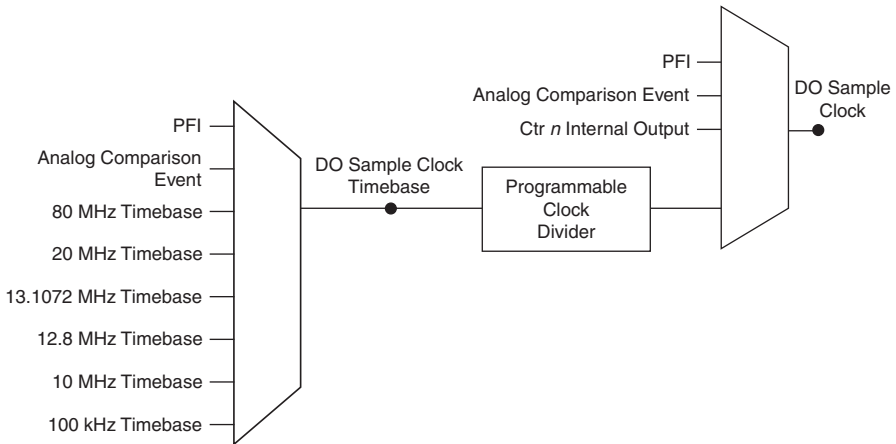 PFI
Analog Comparison Event
Ctr n Internal Output
DO Sample
Clock
PFI
Analog Comparison
Event
80 MHz Timebase
20 MHz Timebase
13.1072 MHz Timebase
12.8 MHz Timebase
10 MHz Timebase
100 kHz Timebase
DO Sample Clock
Timebase
Programmable
Clock
Divider